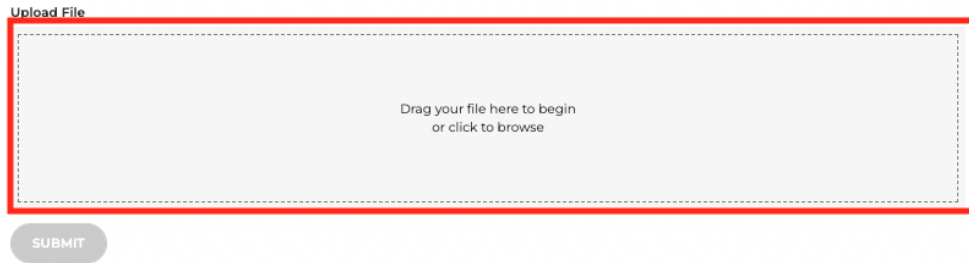 Upload File
Drag your file here to begin
or click to browse
SUBMIT